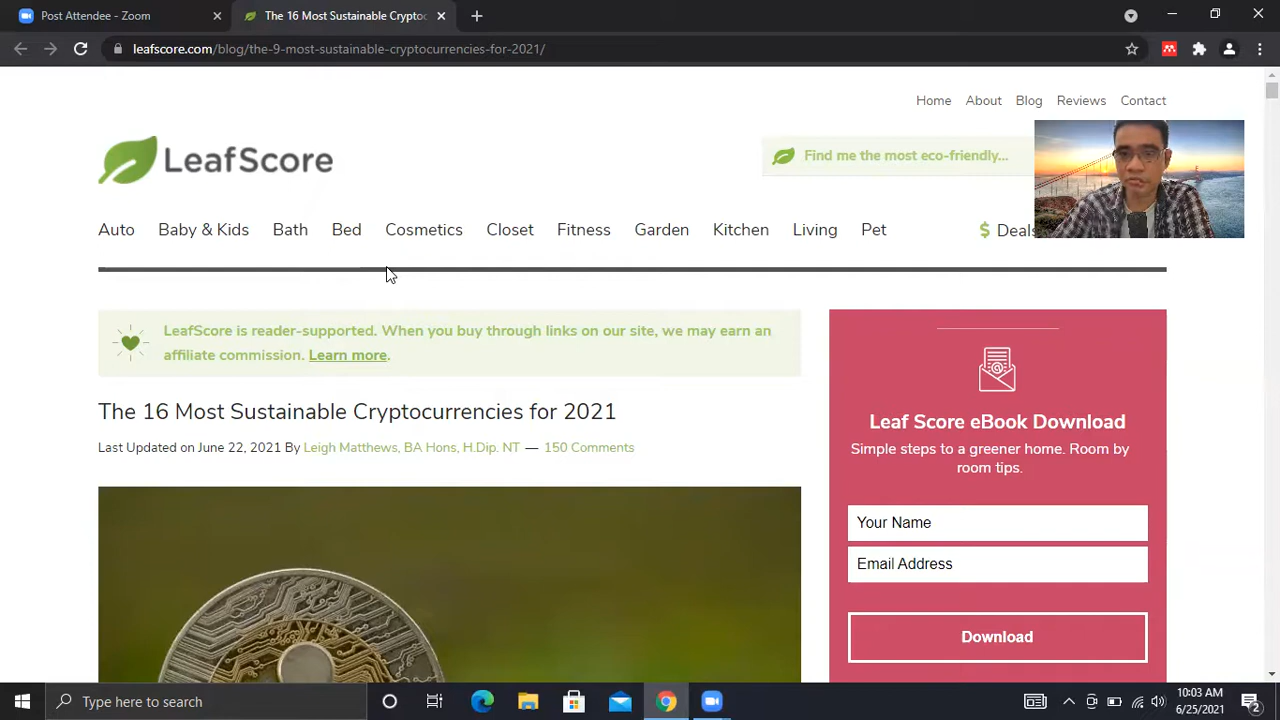 Post Attendee - Zoom
The 16 Most Sustainable Cryptoc
leafscore.com/blog/the-9-most-sustainable-cryptocurrencies-for-2021/
Home About Blog Reviews Contact
LeafScore
Find me the most eco-friendly...
Auto Baby & Kids Bath Bed Cosmetics Closet Fitness Garden Kitchen Living Pet $ Deals
LeafScore is reader-supported. When you buy through links on our site, we may earn an
affiliate commission. Learn more.
The 16 Most Sustainable Cryptocurrencies for 2021
Last Updated on June 22, 2021 By Leigh Matthews, BA Hons, H.Dip. NT — 150 Comments
Leaf Score eBook Download
Simple steps to a greener home. Room by
room tips.
Your Name
Email Address
Download
Type here to search
10:03 AM
6/25/2021
2